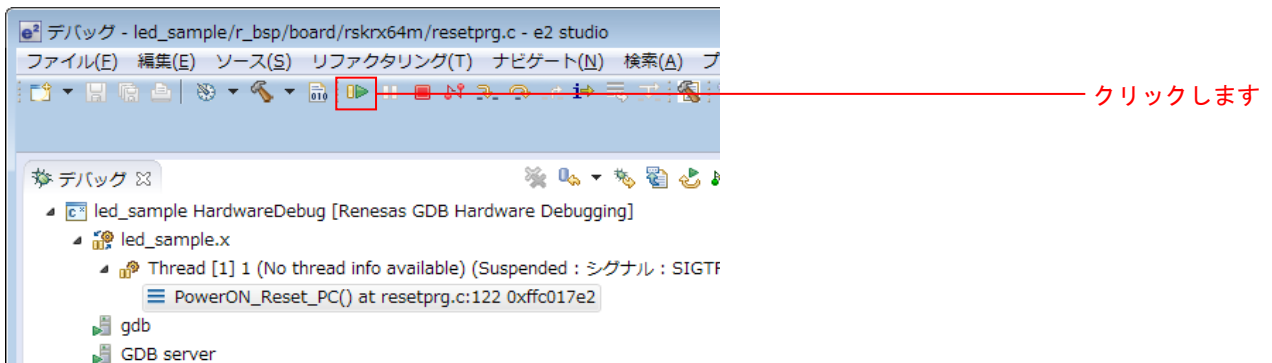 デバッグ - led_sample/r_bsp/board/rskrx64m/resetprg.c - e2 studio
ファイル(F) 編集(E) ソース(S) リファクタリング(T) ナビゲート(N) 検索(A) プ
クリックします
デバッグ
led_sample HardwareDebug [Renesas GDB Hardware Debugging]
led_sample.x
Thread [1] 1 (No thread info available) (Suspended : シグナル : SIGTF
PowerON_Reset_PC() at resetprg.c:122 0xffc017e2
gdb
GDB server